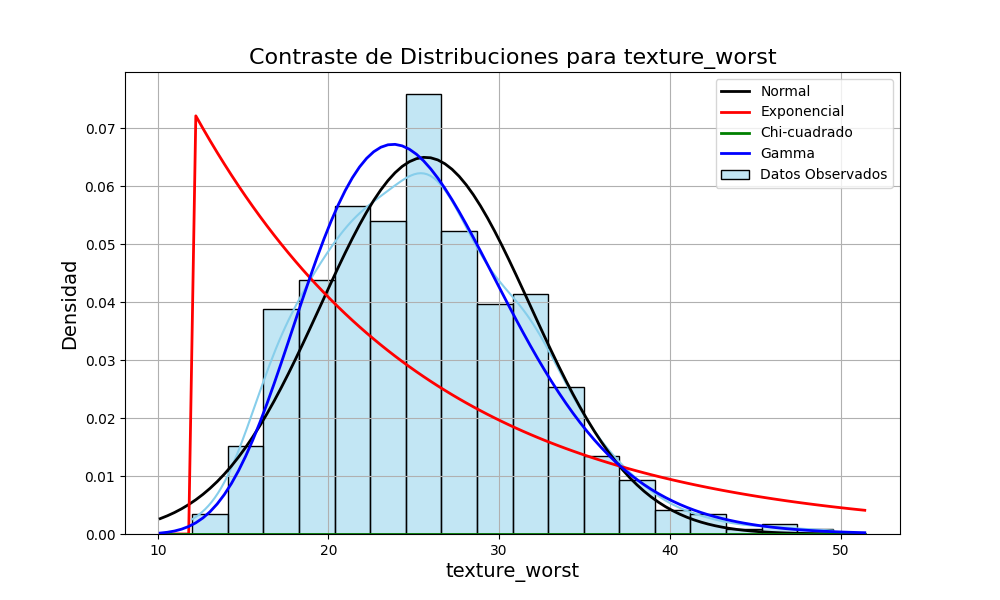 Contraste de Distribuciones para texture_worst
Normal
Exponencial
Chi-cuadrado
Gamma
Datos Observados
Densidad
0.07
0.06
0.05
0.04
0.03
0.02
0.01
0.00
10 20 30 40 50
texture_worst